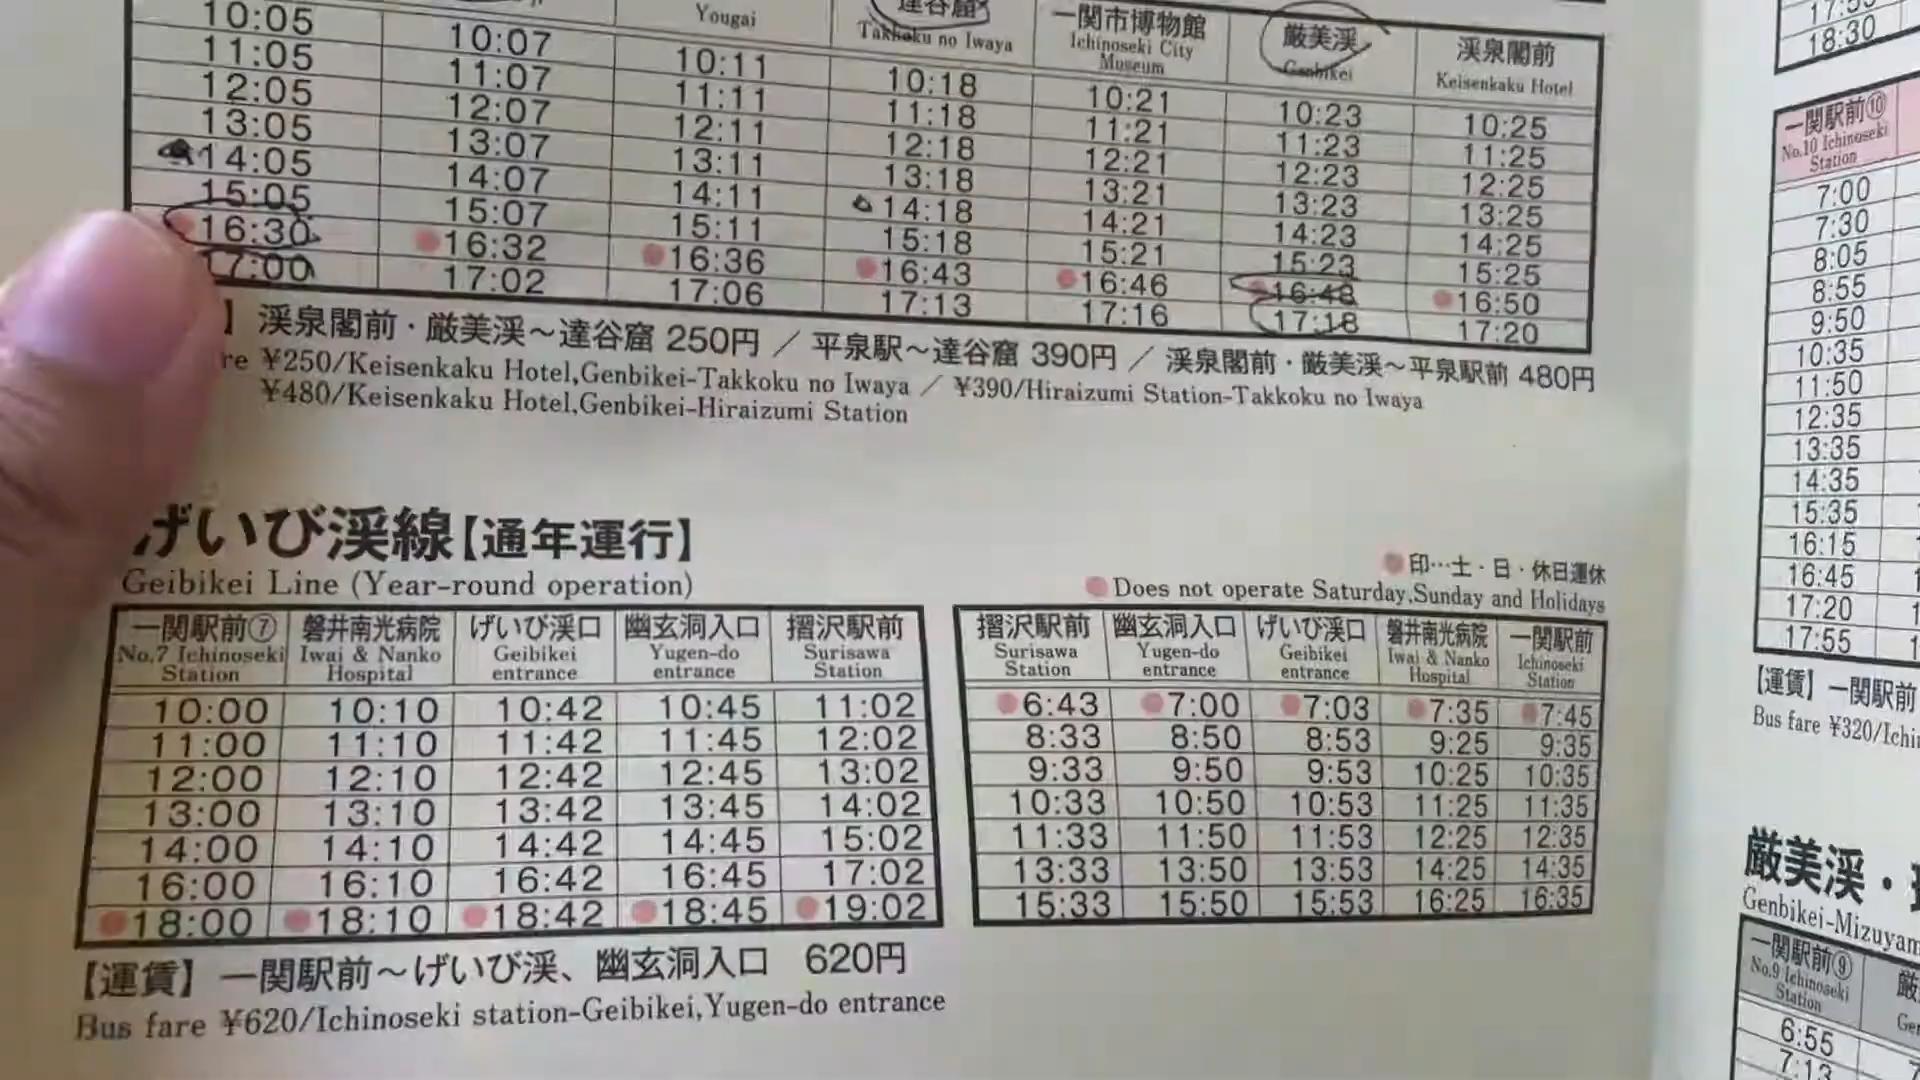 Yougai 達谷窟 一関市博物館 厳美渓 渓泉閣前
Takkoku no Iwaya Ichinoseki City Museum Genbikei Keisenkaku Hotel
10:05 10:07 10:11 10:18 10:21 10:23 10:25
11:05 11:07 11:11 11:18 11:21 11:23 11:25
12:05 12:07 12:11 12:18 12:21 12:23 12:25
13:05 13:07 13:11 13:18 13:21 13:23 13:25
14:05 14:07 14:11 14:18 14:21 14:23 14:25
15:05 15:07 15:11 15:18 15:21 15:23 15:25
16:30 16:32 16:36 16:43 16:46 16:48 16:50
17:00 17:02 17:06 17:13 17:16 17:18 17:20
】 渓泉閣前・厳美渓～達谷窟 250円 ／ 平泉駅～達谷窟 390円 ／ 渓泉閣前・厳美渓～平泉駅前 480円
re ¥250/Keisenkaku Hotel,Genbikei-Takkoku no Iwaya ／ ¥390/Hiraizumi Station-Takkoku no Iwaya
¥480/Keisenkaku Hotel,Genbikei-Hiraizumi Station
げいび渓線【通年運行】
Geibikei Line (Year-round operation)
印…土・日・休日運休
Does not operate Saturday,Sunday and Holidays
一関駅前⑦ 磐井南光病院 げいび渓口 幽玄洞入口 摺沢駅前
No.7 Ichinoseki Station Iwai & Nanko Hospital Geibikei entrance Yugen-do entrance Surisawa Station
10:00 10:10 10:42 10:45 11:02
11:00 11:10 11:42 11:45 12:02
12:00 12:10 12:42 12:45 13:02
13:00 13:10 13:42 13:45 14:02
14:00 14:10 14:42 14:45 15:02
16:00 16:10 16:42 16:45 17:02
18:00 18:10 18:42 18:45 19:02
摺沢駅前 幽玄洞入口 げいび渓口 磐井南光病院 一関駅前
Surisawa Station Yugen-do entrance Geibikei entrance Iwai & Nanko Hospital Ichinoseki Station
6:43 7:00 7:03 7:35 7:45
8:33 8:50 8:53 9:25 9:35
9:33 9:50 9:53 10:25 10:35
10:33 10:50 10:53 11:25 11:35
11:33 11:50 11:53 12:25 12:35
13:33 13:50 13:53 14:25 14:35
15:33 15:50 15:53 16:25 16:35
【運賃】 一関駅前～げいび渓、幽玄洞入口 620円
Bus fare ¥620/Ichinoseki station-Geibikei,Yugen-do entrance
17:55
18:30
一関駅前⑩
No.10 Ichinoseki
Station
7:00
7:30
8:05
8:55
9:50
10:35
11:50
12:35
13:35
14:35
15:35
16:15
16:45
17:20
17:55
【運賃】一関駅前
Bus fare ¥320/Ichin
厳美渓・
Genbikei-Mizuyam
一関駅前⑨ 厳
No.9 Ichinoseki
Station
6:55
7:13